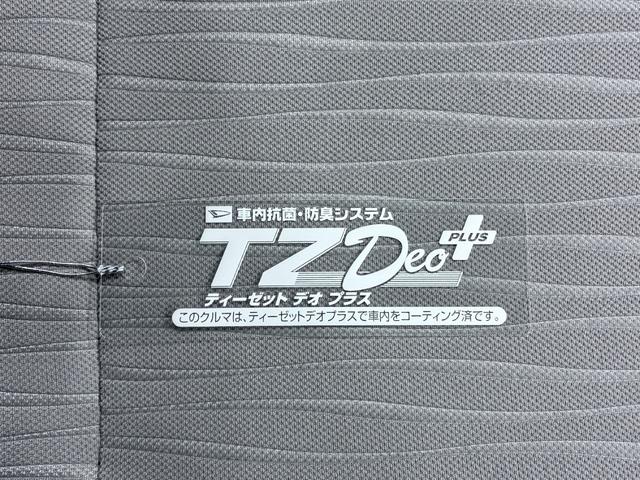 車内抗菌・防臭システム
TZ Deo PLUS
ティーゼット デオ プラス
このクルマは、ティーゼットデオプラスで車内をコーティング済です。